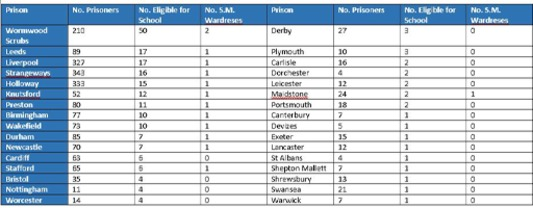 Prison No. Prisoners No. Eligible for School No. S.M. Wardreses Prison No. Prisoners No. Eligible for School No. S.M. Wardreses
Wormwood Scrubs 210 50 2 Derby 27 3 0
Leeds 89 17 1 Plymouth 10 3 0
Liverpool 327 17 1 Carlisle 16 2 0
Strangeways 343 16 1 Dorchester 4 2 0
Holloway 333 15 1 Leicester 12 2 0
Knutsford 52 12 1 Maidstone 24 2 1
Preston 80 11 1 Portsmouth 18 2 0
Birmingham 77 10 1 Canterbury 7 1 0
Wakefield 73 10 1 Devizes 5 1 0
Durham 85 7 1 Exeter 15 1 0
Newcastle 70 7 1 Lancaster 12 1 0
Cardiff 63 6 0 St Albans 4 1 0
Stafford 65 6 1 Shepton Mallett 7 1 0
Bristol 35 4 0 Shrewsbury 13 1 0
Nottingham 11 4 0 Swansea 21 1 0
Worcester 14 4 0 Warwick 7 1 0